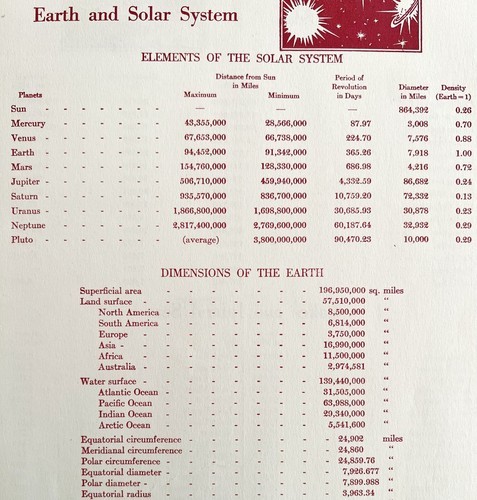 Earth and Solar System
ELEMENTS OF THE SOLAR SYSTEM
Planets Distance from Sun in Miles Period of Revolution in Days Diameter in Miles Density (Earth=1)
Maximum Minimum
Sun - - - - - - — — — 864,392 0.26
Mercury - - - - - 43,355,000 28,566,000 87.97 3,008 0.70
Venus - - - - - - 67,653,000 66,738,000 224.70 7,576 0.88
Earth - - - - - - 94,452,000 91,342,000 365.26 7,918 1.00
Mars - - - - - - 154,760,000 128,330,000 686.98 4,216 0.72
Jupiter - - - - - - 506,710,000 459,940,000 4,332.59 86,682 0.24
Saturn - - - - - - 935,570,000 836,700,000 10,759.20 72,332 0.13
Uranus - - - - - - 1,866,800,000 1,698,800,000 30,685.93 30,878 0.23
Neptune - - - - - 2,817,400,000 2,769,600,000 60,187.64 32,932 0.29
Pluto - - - - - - (average) 3,800,000,000 90,470.23 10,000 0.29
DIMENSIONS OF THE EARTH
Superficial area - - - - - - - 196,950,000 sq. miles
Land surface - - - - - - - - 57,510,000 "
North America - - - - - - - 8,500,000 "
South America - - - - - - - 6,814,000 "
Europe - - - - - - - - 3,750,000 "
Asia - - - - - - - - 16,990,000 "
Africa - - - - - - - - 11,500,000 "
Australia - - - - - - - - 2,974,581 "
Water surface - - - - - - - - 139,440,000 "
Atlantic Ocean - - - - - - 31,505,000 "
Pacific Ocean - - - - - - 63,988,000 "
Indian Ocean - - - - - - 29,340,000 "
Arctic Ocean - - - - - - 5,541,600 "
Equatorial circumference - - - - - - 24,902 miles
Meridianal circumference - - - - - - 24,860 "
Polar circumference - - - - - - - 24,859.76 "
Equatorial diameter - - - - - - - 7,926.677 "
Polar diameter - - - - - - - - 7,899.988 "
Equatorial radius - - - - - - - 3,963.34 "